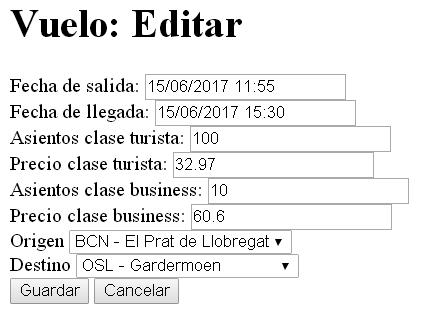 Vuelo: Editar
Fecha de salida: 15/06/2017 11:55
Fecha de llegada: 15/06/2017 15:30
Asientos clase turista: 100
Precio clase turista: 32.97
Asientos clase business: 10
Precio clase business: 60.6
Origen BCN - El Prat de Llobregat
Destino OSL - Gardermoen
Guardar Cancelar